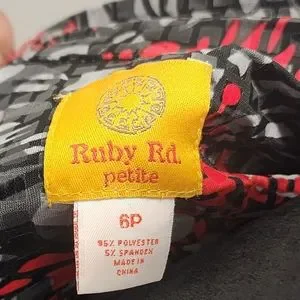 Ruby Rd.
petite
6P
95% POLYESTER
5% SPANDEX
MADE IN
CHINA